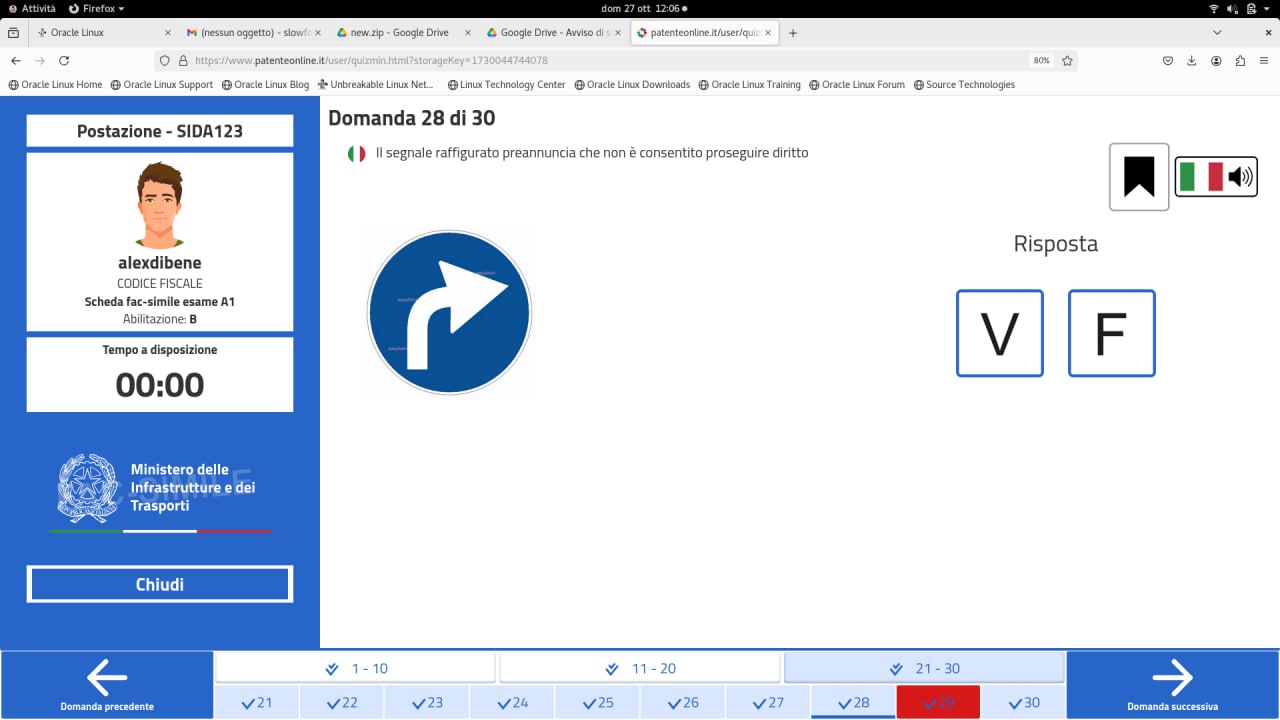 Attività
Firefox
dom 27 ott 12:06
Oracle Linux
(nessun oggetto) - slowfo
new.zip - Google Drive
Google Drive - Avviso di s
patenteonline.it/user/quiz
https://www.patenteonline.it/user/quizmin.html?storageKey=1730044744078
80%
Oracle Linux Home
Oracle Linux Support
Oracle Linux Blog
Unbreakable Linux Net...
Linux Technology Center
Oracle Linux Downloads
Oracle Linux Training
Oracle Linux Forum
Source Technologies
Postazione - SIDA123
alexdibene
CODICE FISCALE
Scheda fac-simile esame A1
Abilitazione: B
Tempo a disposizione
00:00
Ministero delle
Infrastrutture e dei
Trasporti
Chiudi
Domanda 28 di 30
Il segnale raffigurato preannuncia che non è consentito proseguire diritto
Risposta
V
F
Domanda precedente
1 - 10
11 - 20
21 - 30
21
22
23
24
25
26
27
28
29
30
Domanda successiva